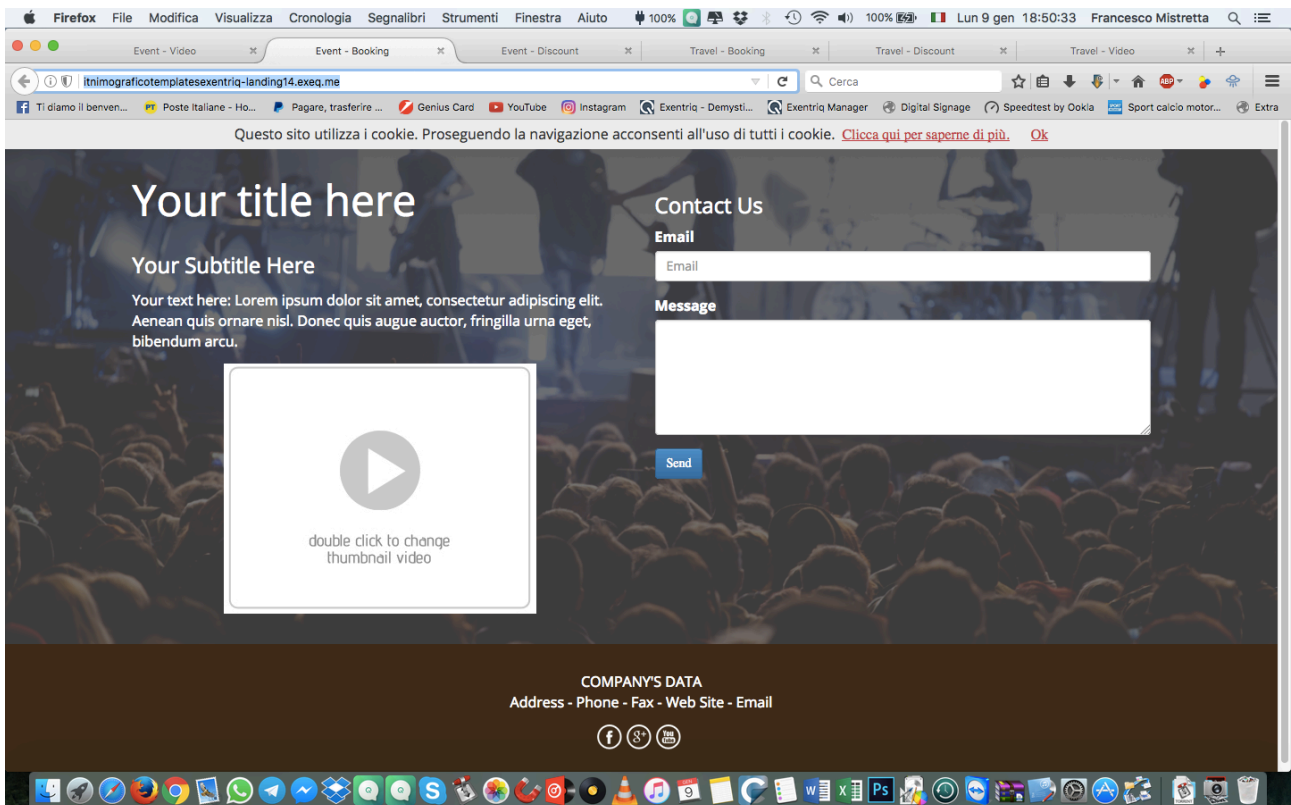 Firefox File Modifica Visualizza Cronologia Segnalibri Strumenti Finestra Aiuto 100% 100% Lun 9 gen 18:50:33 Francesco Mistretta
Event - Video Event - Booking Event - Discount Travel - Booking Travel - Discount Travel - Video
itnimograficotemplatesexentriq-landing14.exeq.me Cerca ABP
Ti diamo il benven... Poste Italiane - Ho... Pagare, trasferire ... Genius Card YouTube Instagram Exentriq - Demysti... Exentriq Manager Digital Signage Speedtest by Ookla Sport calcio motor... Extra
Questo sito utilizza i cookie. Proseguendo la navigazione acconsenti all'uso di tutti i cookie. Clicca qui per saperne di più. Ok
Your title here
Your Subtitle Here
Your text here: Lorem ipsum dolor sit amet, consectetur adipiscing elit.
Aenean quis ornare nisl. Donec quis augue auctor, fringilla urna eget,
bibendum arcu.
double click to change
thumbnail video
Contact Us
Email
Email
Message
Send
COMPANY'S DATA
Address - Phone - Fax - Web Site - Email
f g+ You Tube
S 9 W X Ps